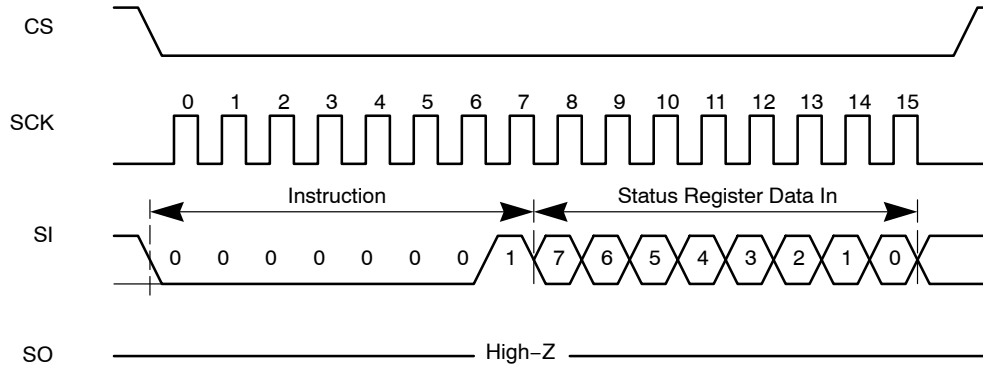 CS
0 1 2 3 4 5 6 7 8 9 10 11 12 13 14 15
SCK
Instruction Status Register Data In
SI
0 0 0 0 0 0 0 1 7 6 5 4 3 2 1 0
SO High−Z